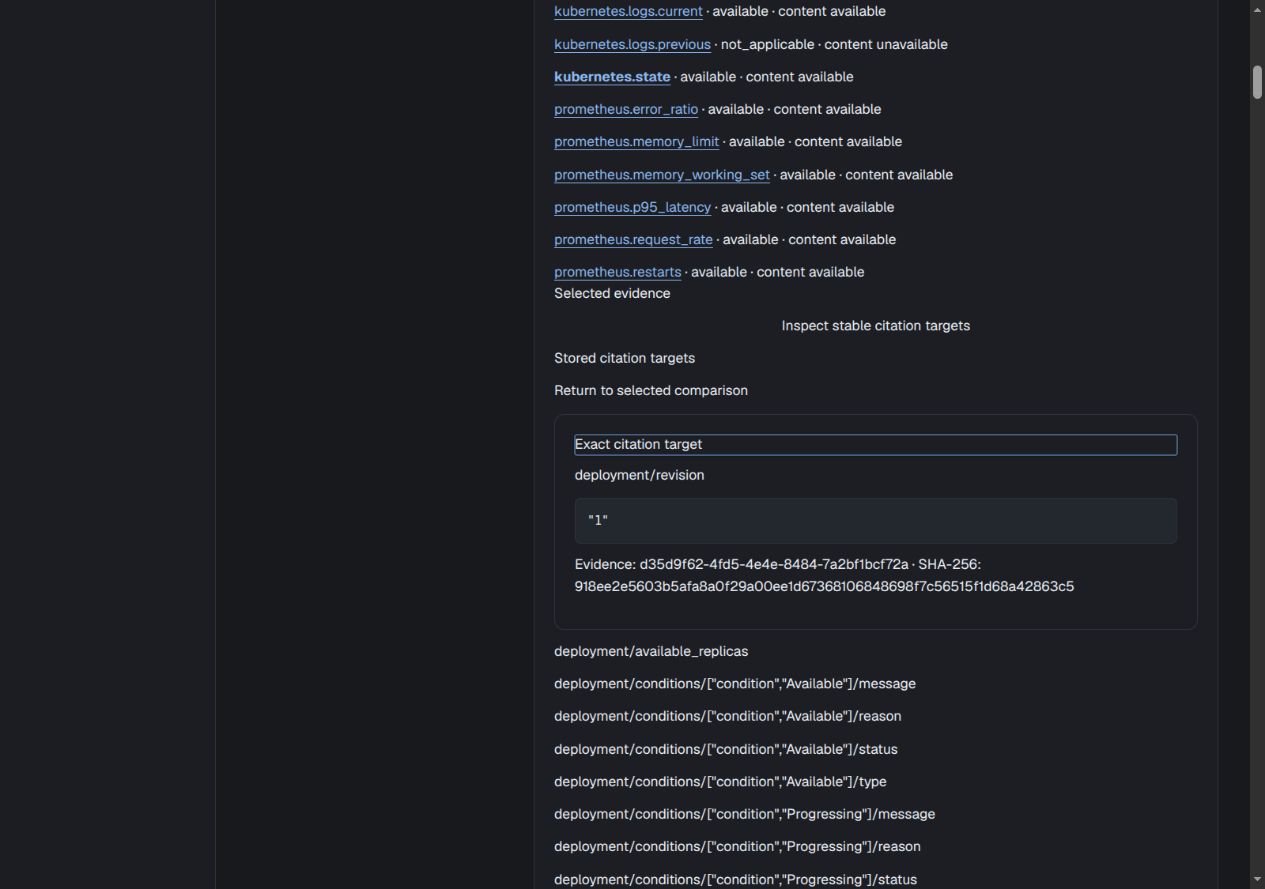 kubernetes.logs.current · available · content available
kubernetes.logs.previous · not_applicable · content unavailable
kubernetes.state · available · content available
prometheus.error_ratio · available · content available
prometheus.memory_limit · available · content available
prometheus.memory_working_set · available · content available
prometheus.p95_latency · available · content available
prometheus.request_rate · available · content available
prometheus.restarts · available · content available
Selected evidence
Inspect stable citation targets
Stored citation targets
Return to selected comparison
Exact citation target
deployment/revision
"1"
Evidence: d35d9f62-4fd5-4e4e-8484-7a2bf1bcf72a · SHA-256:
918ee2e5603b5afa8a0f29a00ee1d67368106848698f7c56515f1d68a42863c5
deployment/available_replicas
deployment/conditions/["condition","Available"]/message
deployment/conditions/["condition","Available"]/reason
deployment/conditions/["condition","Available"]/status
deployment/conditions/["condition","Available"]/type
deployment/conditions/["condition","Progressing"]/message
deployment/conditions/["condition","Progressing"]/reason
deployment/conditions/["condition","Progressing"]/status